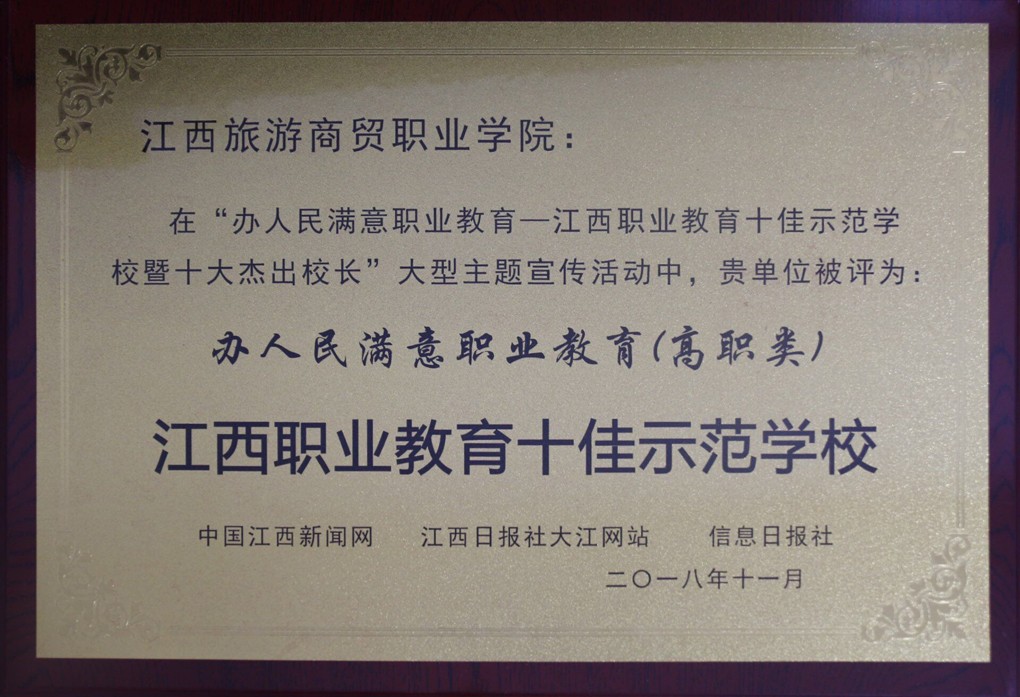 江西旅游商贸职业学院：
在“办人民满意职业教育—江西职业教育十佳示范学
校暨十大杰出校长”大型主题宣传活动中，贵单位被评为：
办人民满意职业教育(高职类)
江西职业教育十佳示范学校
中国江西新闻网 江西日报社大江网站 信息日报社
二〇一八年十一月